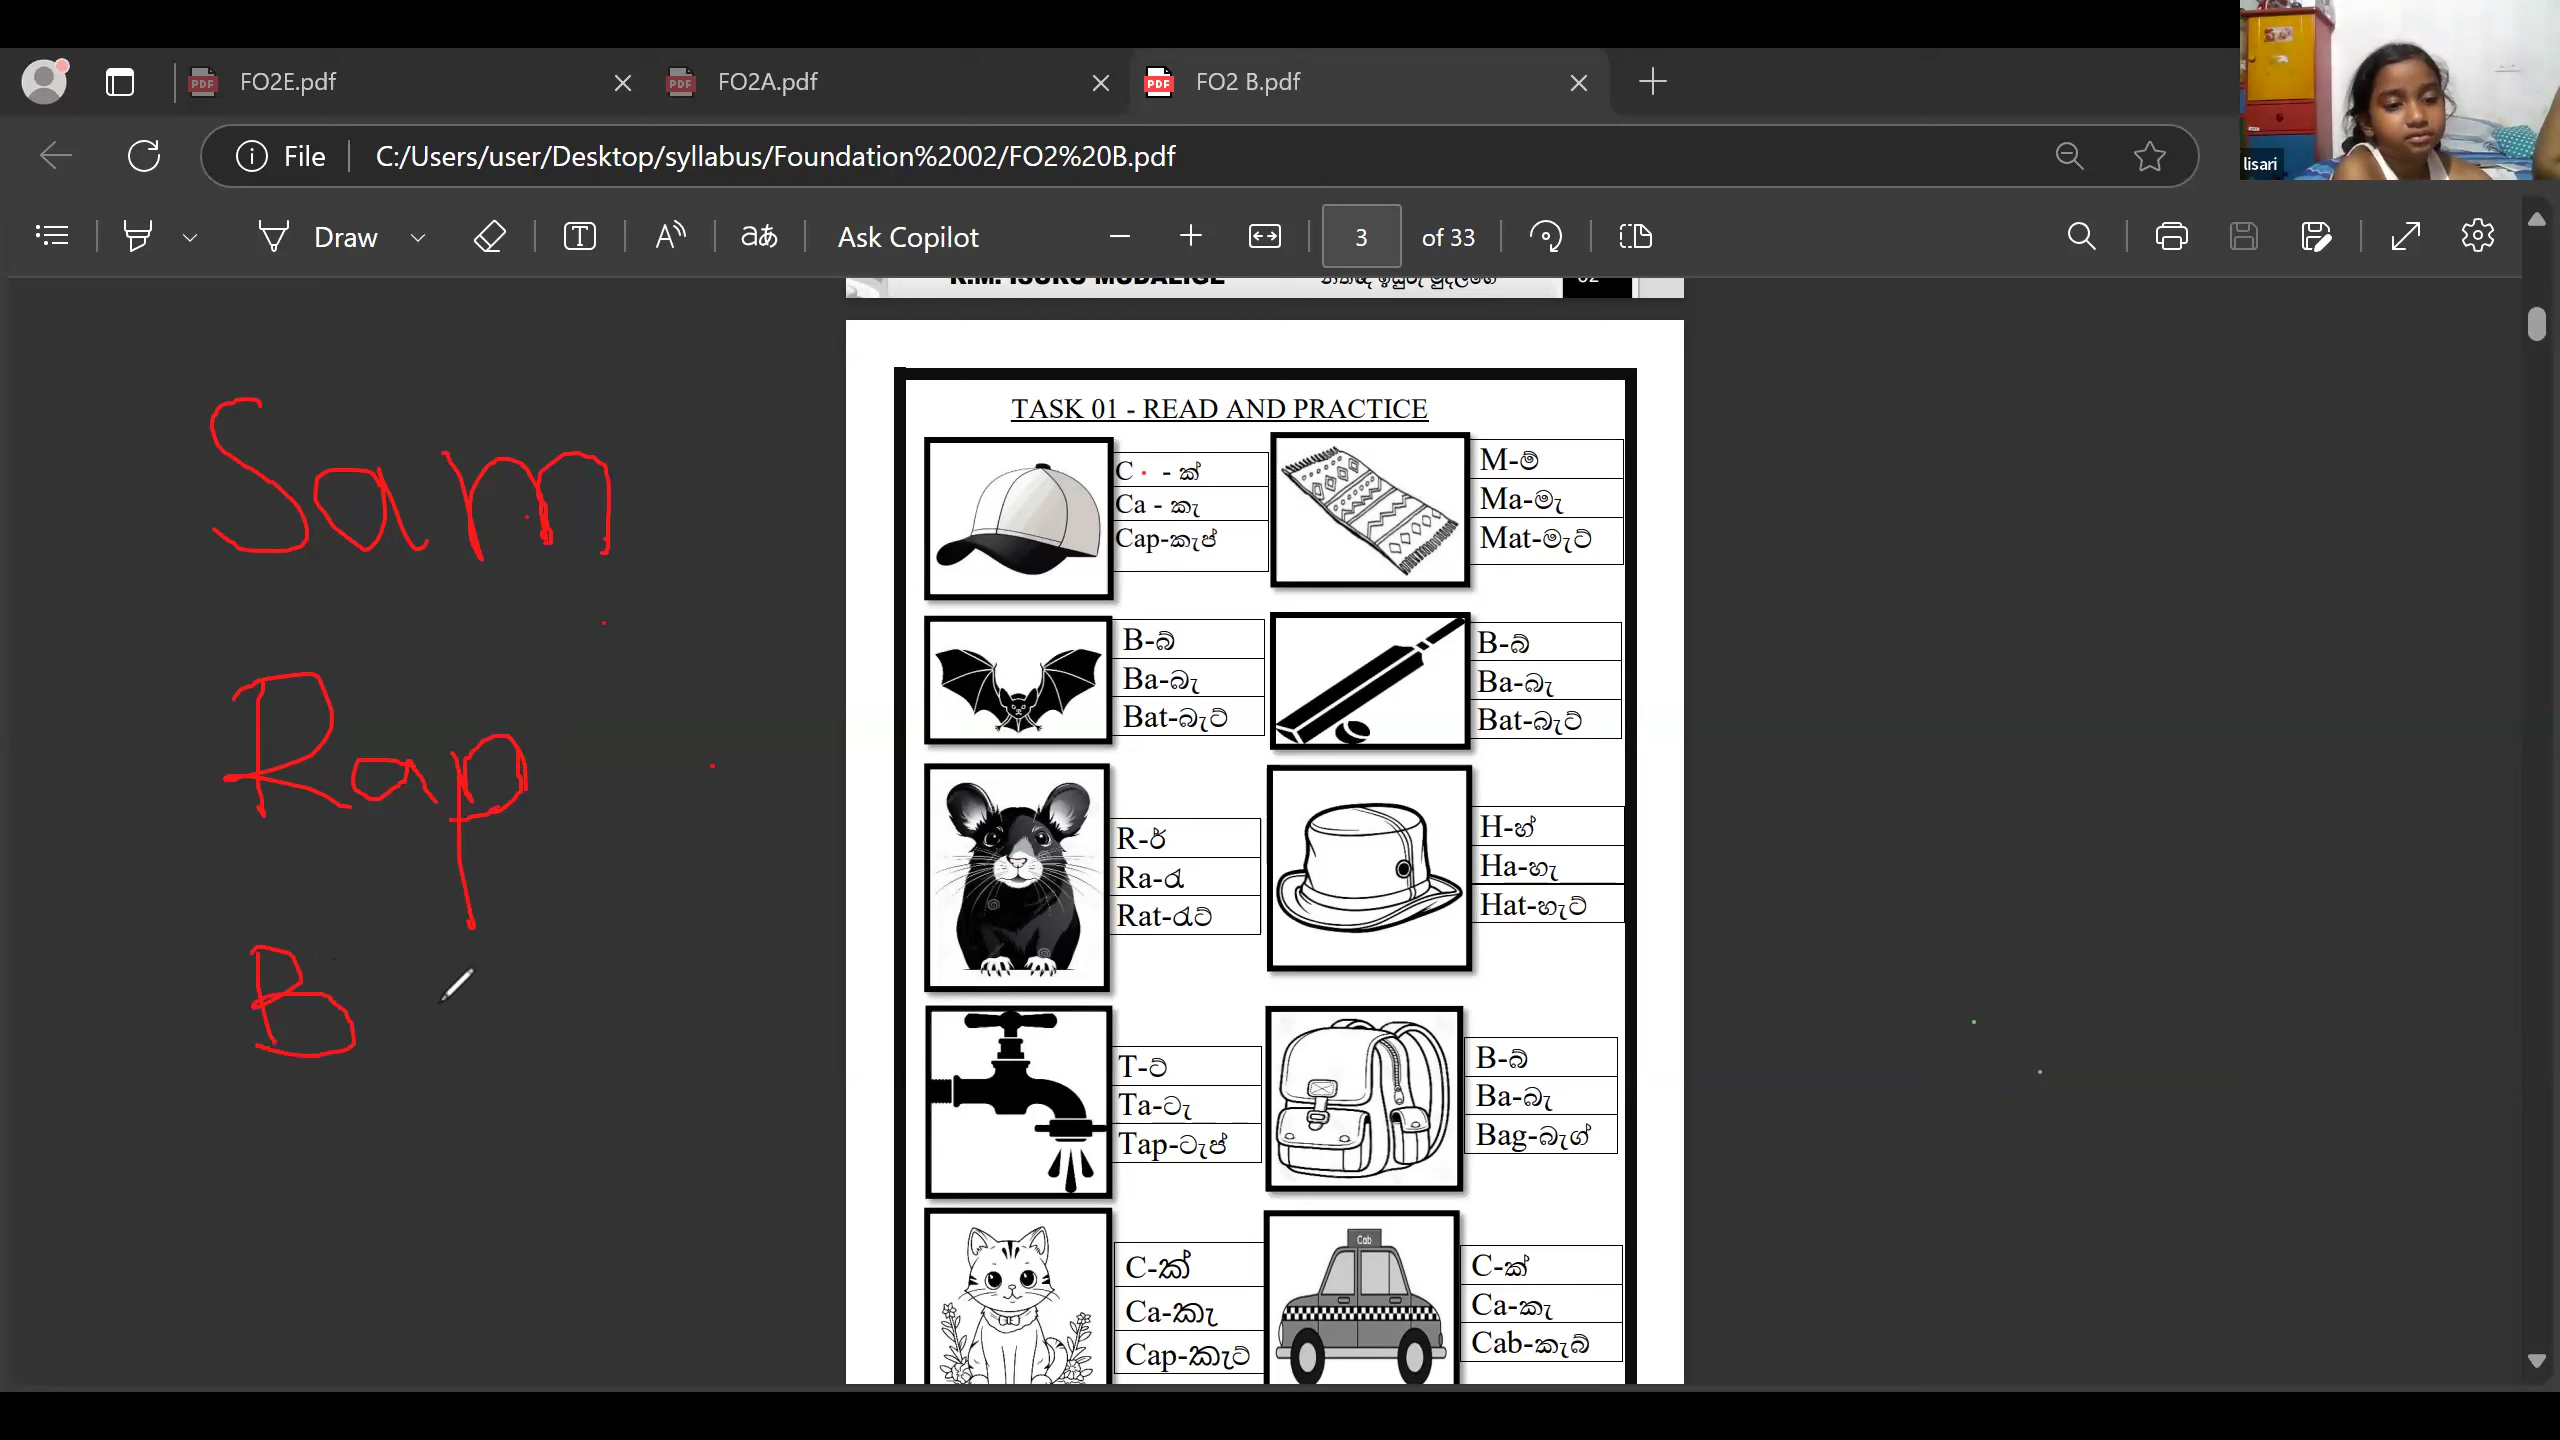 FO2E.pdf
FO2A.pdf
FO2 B.pdf
File
C:/Users/user/Desktop/syllabus/Foundation%2002/FO2%20B.pdf
lisari
Draw
Ask Copilot
3 of 33
R.M. ISURU MUDALIGE
TASK 01 - READ AND PRACTICE
C - ක්
Ca - කැ
Cap-කැප්
M-ම්
Ma-මැ
Mat-මැට්
B-බ්
Ba-බැ
Bat-බැට්
B-බ්
Ba-බැ
Bat-බැට්
R-ර්
Ra-රැ
Rat-රැට්
H-හ්
Ha-හැ
Hat-හැට්
T-ට්
Ta-ටැ
Tap-ටැප්
B-බ්
Ba-බැ
Bag-බැග්
C-ක්
Ca-කැ
Cap-කැට්
Cab
C-ක්
Ca-කැ
Cab-කැබ්
Sam
Rap
B